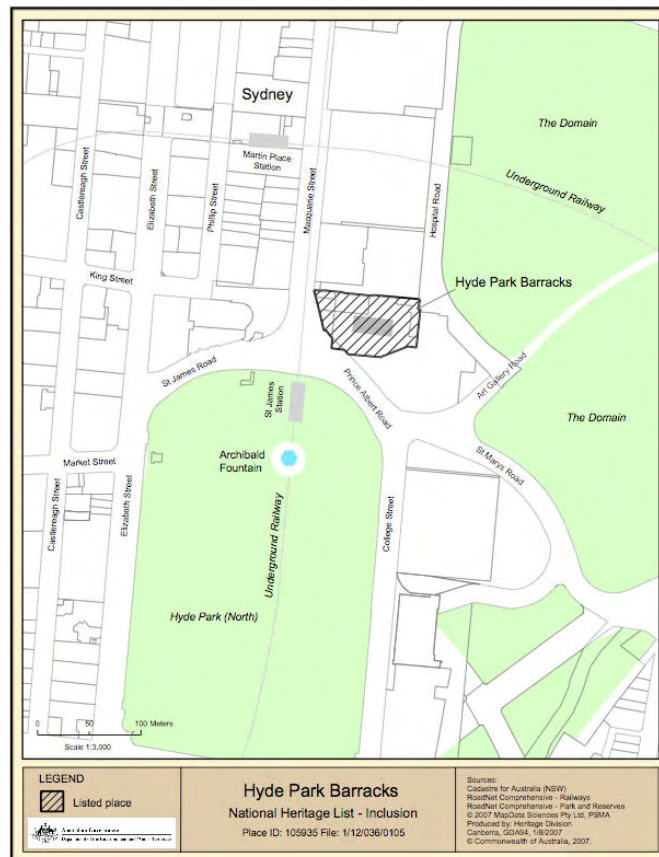 Sydney
The Domain
Martin Place
Station
Underground Railway
Castlereagh Street
Elizabeth Street
Phillip Street
Macquarie Street
Hospital Road
King Street
Hyde Park Barracks
St James Road
St James
Station
Prince Albert Road
Art Gallery Road
The Domain
Archibald
Fountain
Market Street
St Marys Road
Castlereagh Street
Elizabeth Street
Underground Railway
College Street
Hyde Park (North)
0 50 100 Meters
Scale 1:3,000
LEGEND
Listed place
Australian Government
Hyde Park Barracks
National Heritage List - Inclusion
Place ID: 105935 File: 1/12/036/0105
Sources:
Cadastre for Australia (NSW)
RoadNet Comprehensive - Railways
RoadNet Comprehensive - Park and Reserves
© 2007 MapData Sciences Pty Ltd, PSMA
Produced by: Heritage Division
Canberra, GDA94, 1/8/2007
© Commonwealth of Australia, 2007.